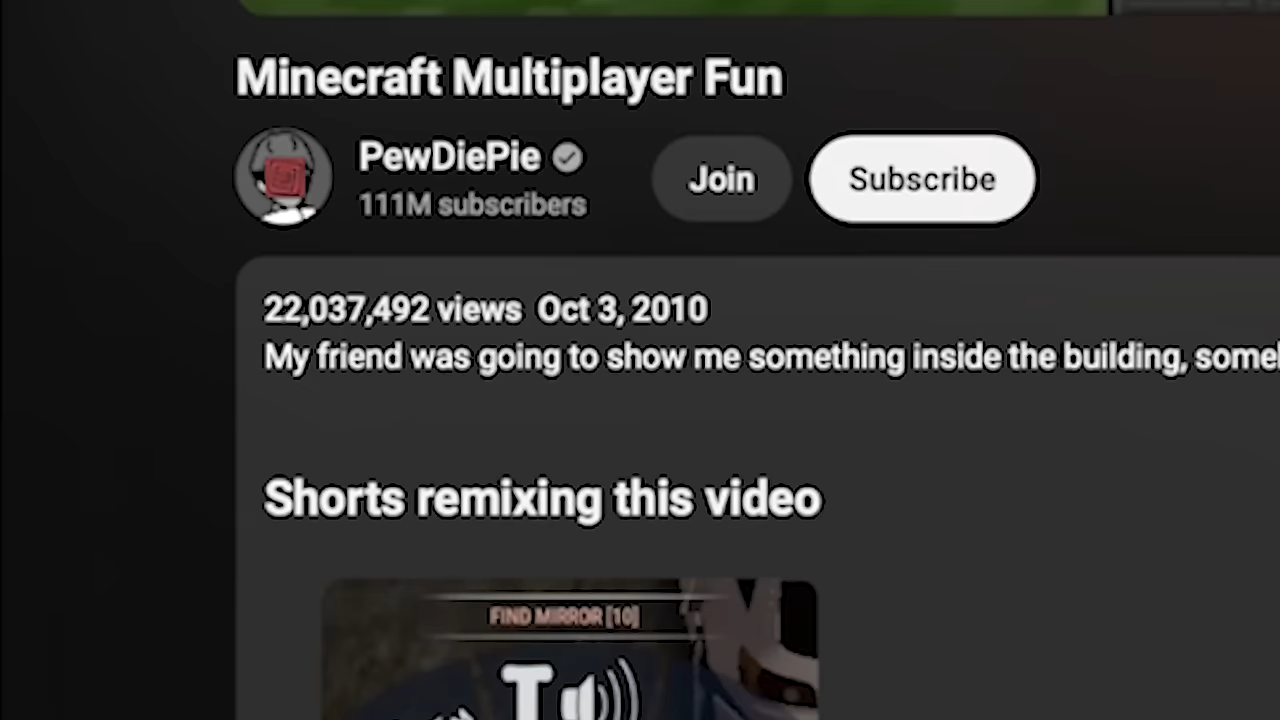 Minecraft Multiplayer Fun
PewDiePie
111M subscribers
Join
Subscribe
22,037,492 views Oct 3, 2010
My friend was going to show me something inside the building,
Shorts remixing this video
FIND MIRROR [10]